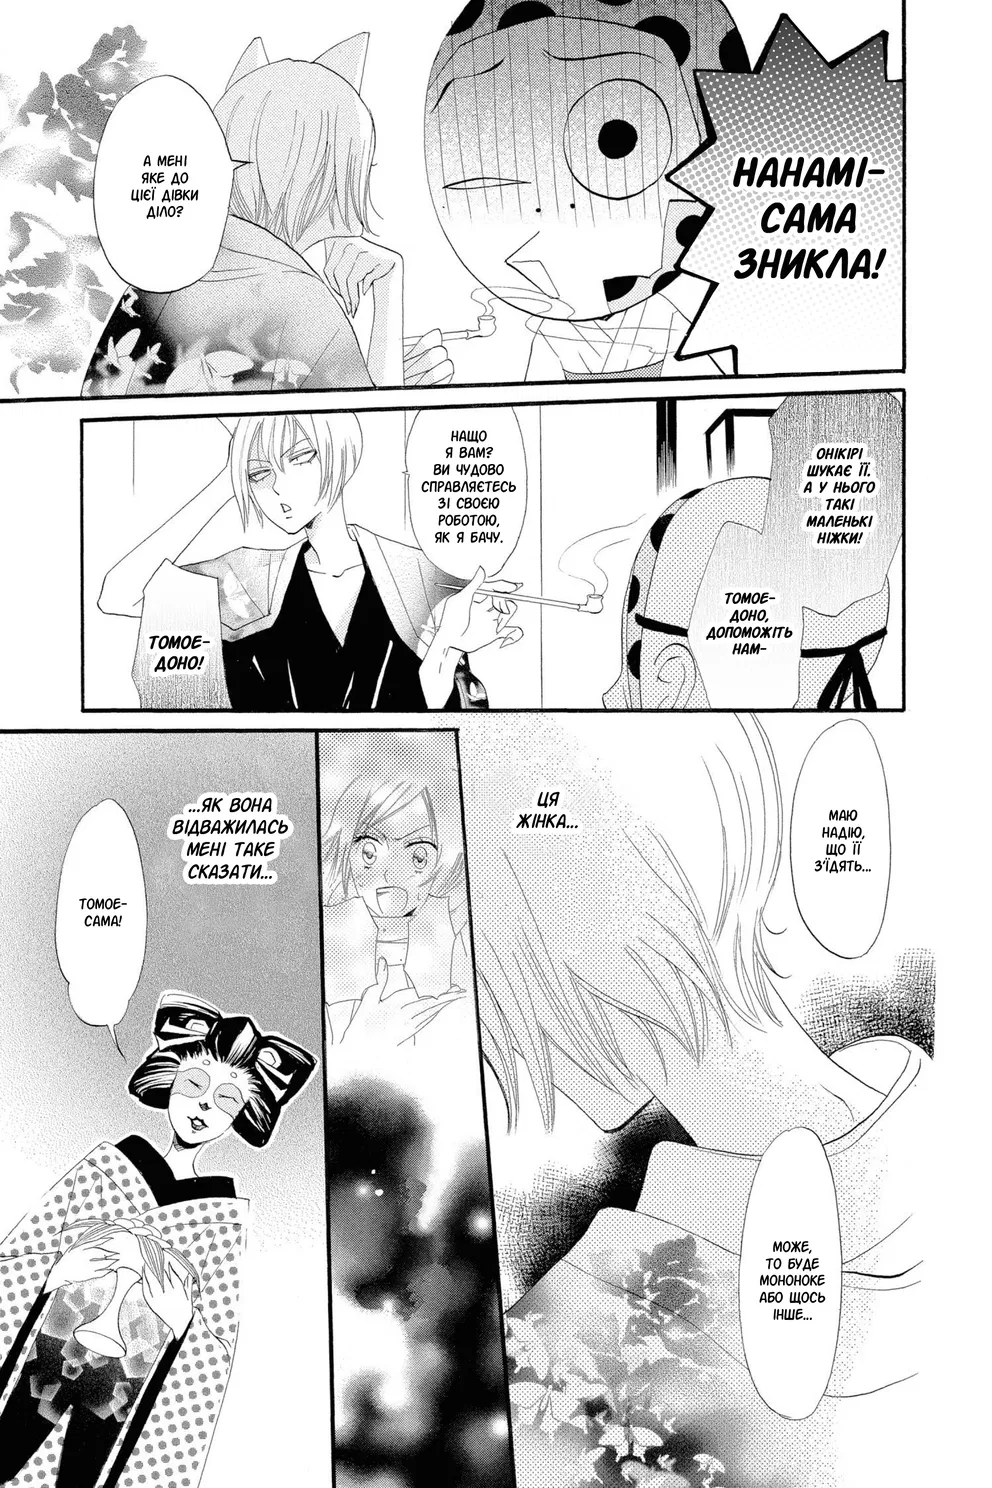 НАНАМІ-
САМА
ЗНИКЛА!
А МЕНІ
ЯКЕ ДО
ЦІЄЇ ДІВКИ
ДІЛО?
ОНІКІРІ
ШУКАЄ ЇЇ.
А У НЬОГО
ТАКІ
МАЛЕНЬКІ
НІЖКИ!
ТОМОЕ-
ДОНО,
ДОПОМОЖІТЬ
НАМ-
НАЩО
Я ВАМ?
ВИ ЧУДОВО
СПРАВЛЯЄТЕСЬ
ЗІ СВОЄЮ
РОБОТОЮ,
ЯК Я БАЧУ.
ТОМОЕ-
ДОНО!
МАЮ
НАДІЮ,
ЩО ЇЇ
З'ЇДЯТЬ...
МОЖЕ,
ТО БУДЕ
МОНОНОКЕ
АБО ЩОСЬ
ІНШЕ...
ЦЯ
ЖІНКА...
...ЯК ВОНА
ВІДВАЖИЛАСЬ
МЕНІ ТАКЕ
СКАЗАТИ...
ТОМОЕ-
САМА!